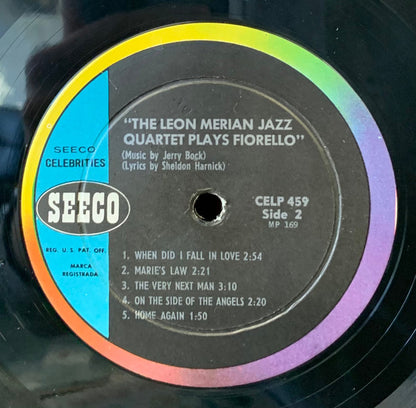 "THE LEON MERIAN JAZZ
QUARTET PLAYS FIORELLO"
(Music by Jerry Bock)
(Lyrics by Sheldon Harnick)
SEECO
CELEBRITIES
SEECO
REG. U.S. PAT. OFF.
MARCA
REGISTRADA
CELP 459
Side 2
MP 169
1. WHEN DID I FALL IN LOVE 2:54
2. MARIE'S LAW 2:21
3. THE VERY NEXT MAN 3:10
4. ON THE SIDE OF THE ANGELS 2:20
5. HOME AGAIN 1:50